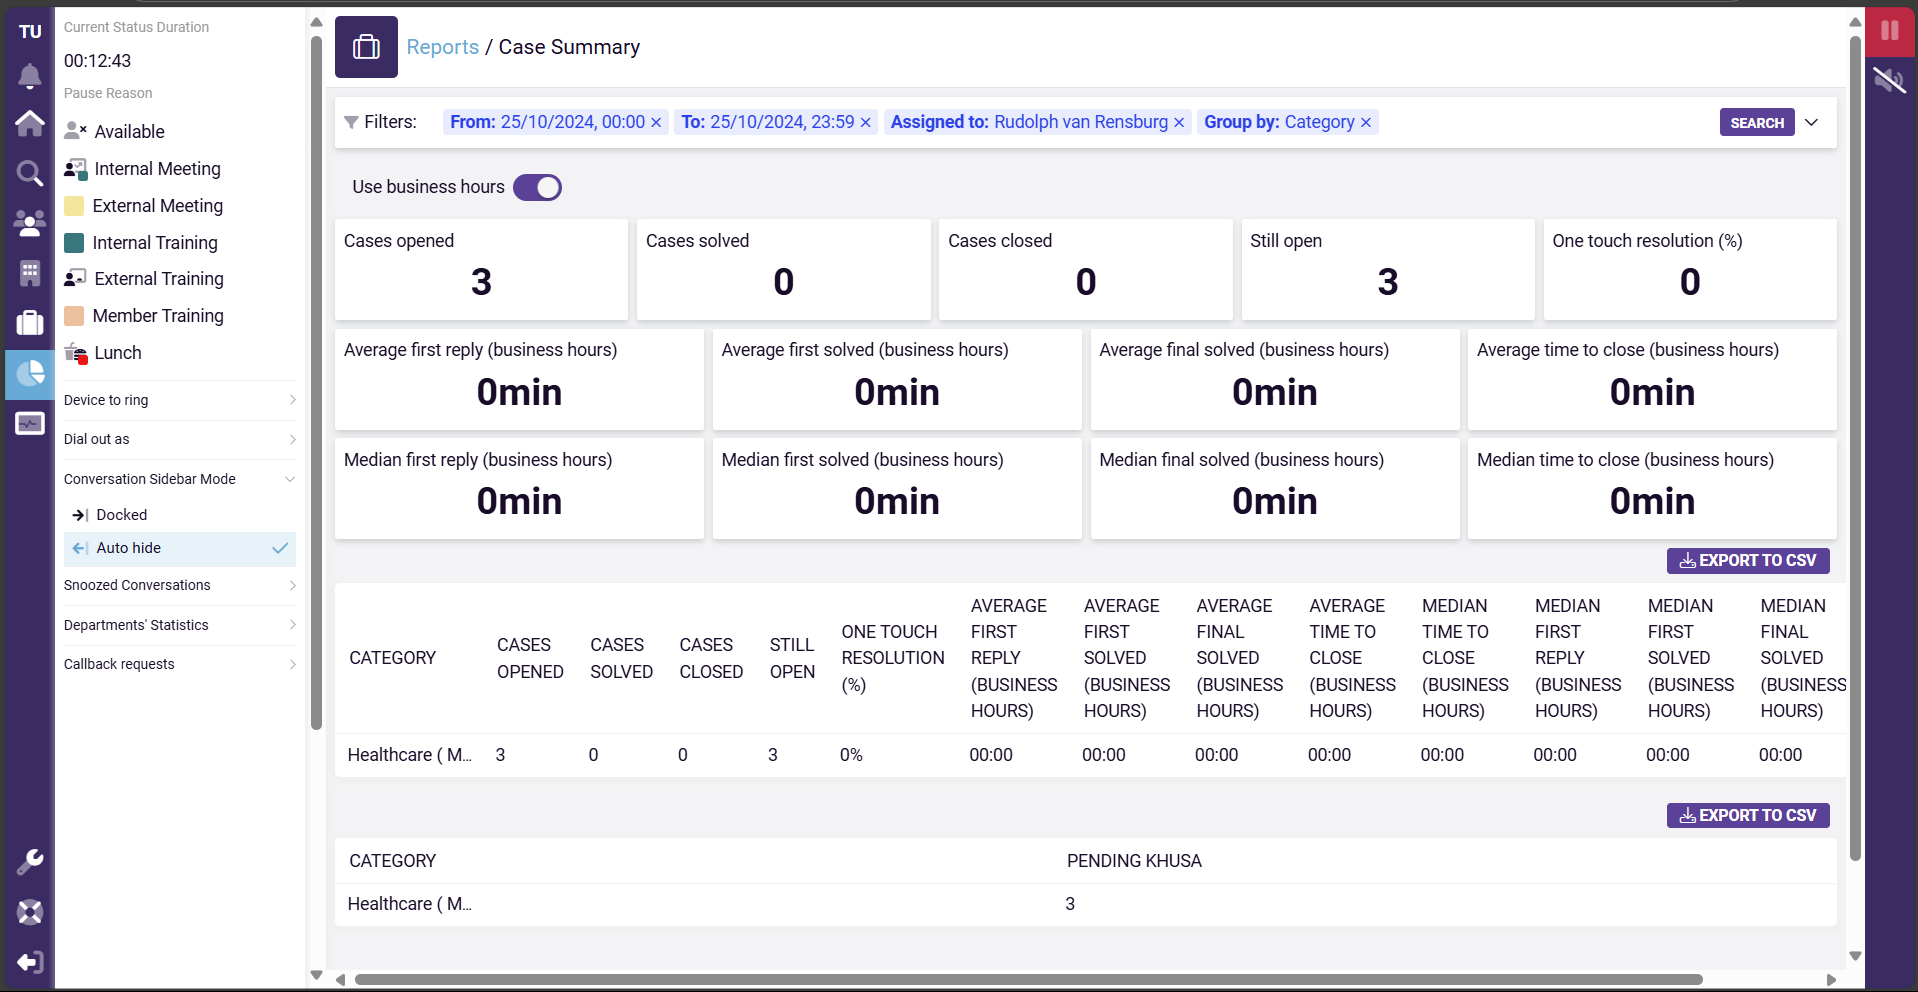 TU
Current Status Duration
00:12:43
Pause Reason
Available
Internal Meeting
External Meeting
Internal Training
External Training
Member Training
Lunch
Device to ring
Dial out as
Conversation Sidebar Mode
Docked
Auto hide
Snoozed Conversations
Departments' Statistics
Callback requests
Reports / Case Summary
Filters: From: 25/10/2024, 00:00 × To: 25/10/2024, 23:59 × Assigned to: Rudolph van Rensburg × Group by: Category × SEARCH
Use business hours
Cases opened
3
Cases solved
0
Cases closed
0
Still open
3
One touch resolution (%)
0
Average first reply (business hours)
0min
Average first solved (business hours)
0min
Average final solved (business hours)
0min
Average time to close (business hours)
0min
Median first reply (business hours)
0min
Median first solved (business hours)
0min
Median final solved (business hours)
0min
Median time to close (business hours)
0min
EXPORT TO CSV
CATEGORY
CASES
OPENED
CASES
SOLVED
CASES
CLOSED
STILL
OPEN
ONE TOUCH
RESOLUTION
(%)
AVERAGE
FIRST
REPLY
(BUSINESS
HOURS)
AVERAGE
FIRST
SOLVED
(BUSINESS
HOURS)
AVERAGE
FINAL
SOLVED
(BUSINESS
HOURS)
AVERAGE
TIME TO
CLOSE
(BUSINESS
HOURS)
MEDIAN
TIME TO
CLOSE
(BUSINESS
HOURS)
MEDIAN
FIRST
REPLY
(BUSINESS
HOURS)
MEDIAN
FIRST
SOLVED
(BUSINESS
HOURS)
MEDIAN
FINAL
SOLVED
(BUSINESS
HOURS)
Healthcare ( M... 3 0 0 3 0% 00:00 00:00 00:00 00:00 00:00 00:00 00:00 00:00
EXPORT TO CSV
CATEGORY PENDING KHUSA
Healthcare ( M... 3